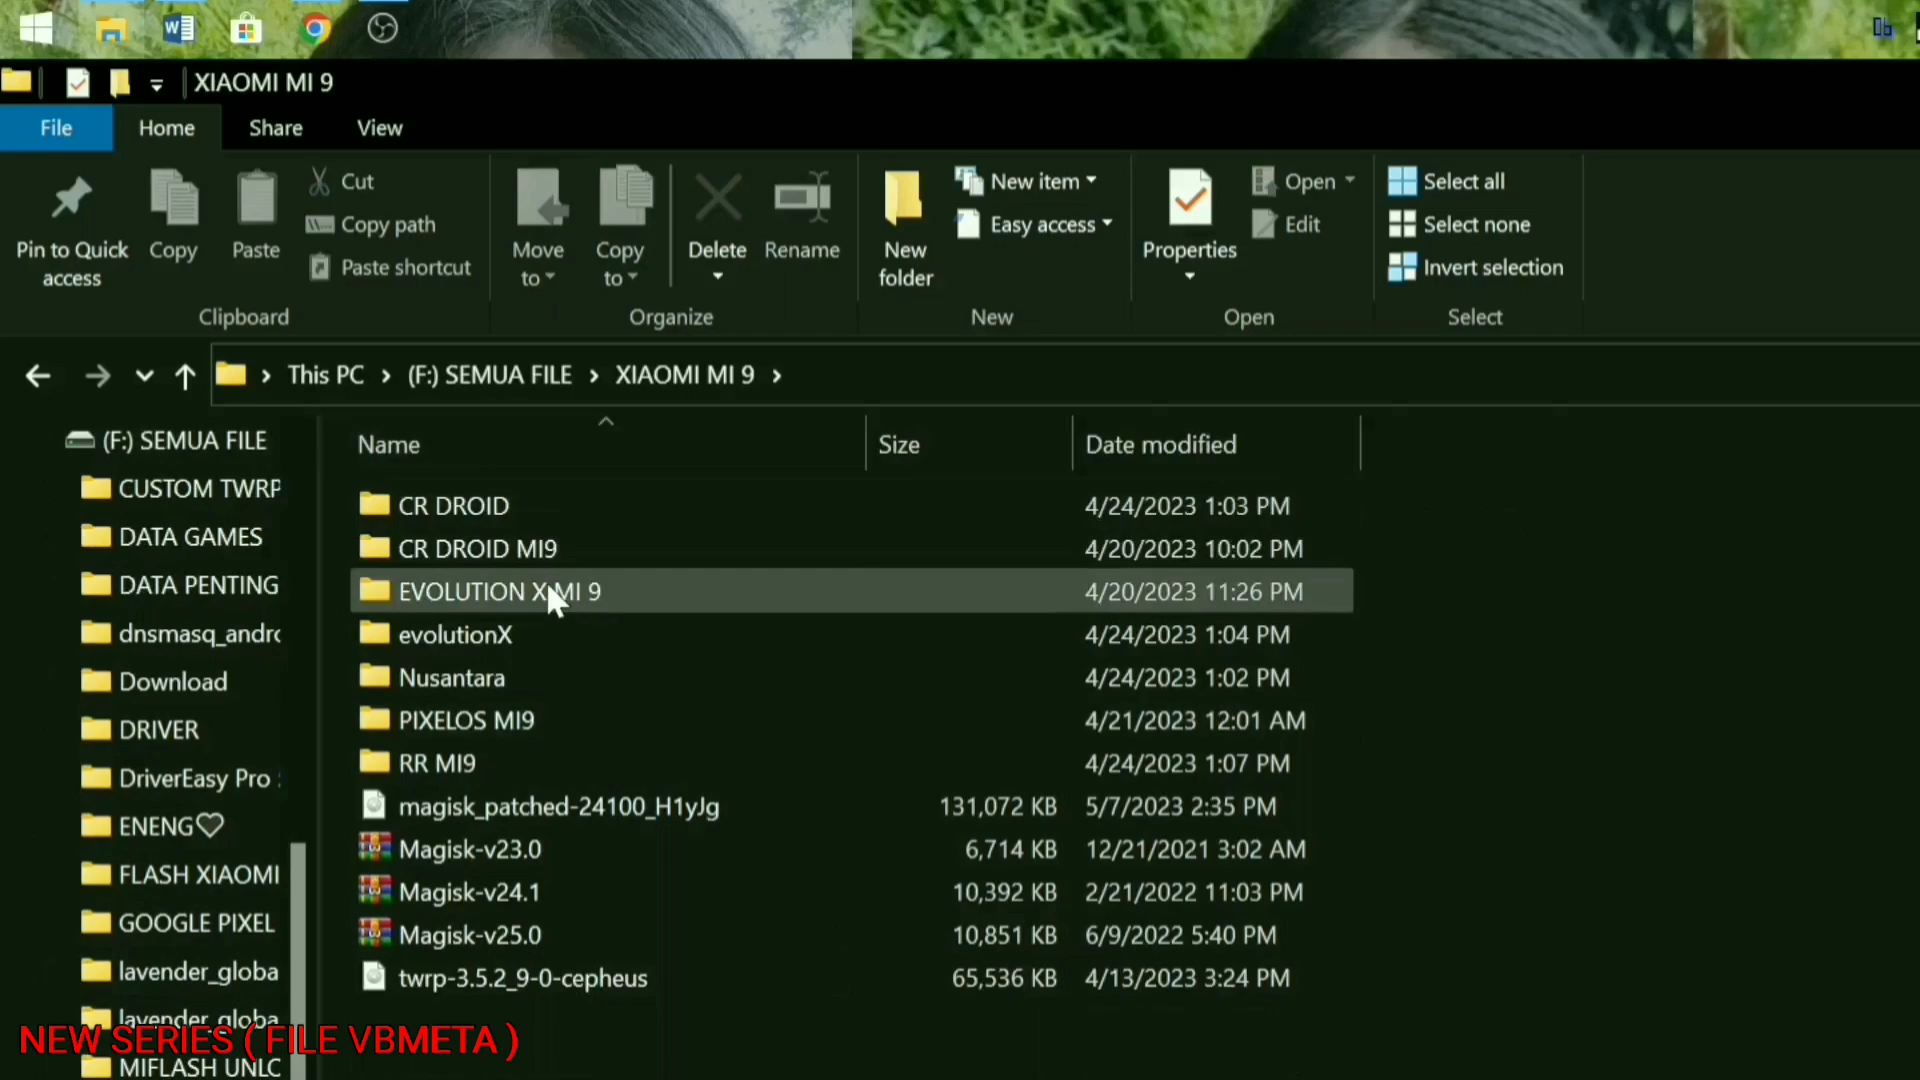 XIAOMI MI 9
File Home Share View
Pin to Quick access
Copy
Paste
Cut
Copy path
Paste shortcut
Clipboard
Move to
Copy to
Delete
Rename
Organize
New folder
New item
Easy access
New
Properties
Open
Edit
Open
Select all
Select none
Invert selection
Select
This PC > (F:) SEMUA FILE > XIAOMI MI 9 >
(F:) SEMUA FILE
CUSTOM TWRP
DATA GAMES
DATA PENTING
dnsmasq_andro
Download
DRIVER
DriverEasy Pro
ENENG♡
FLASH XIAOMI
GOOGLE PIXEL
lavender_globa
lavender_globa
MIFLASH UNLC
Name Size Date modified
CR DROID 4/24/2023 1:03 PM
CR DROID MI9 4/20/2023 10:02 PM
EVOLUTION X MI 9 4/20/2023 11:26 PM
evolutionX 4/24/2023 1:04 PM
Nusantara 4/24/2023 1:02 PM
PIXELOS MI9 4/21/2023 12:01 AM
RR MI9 4/24/2023 1:07 PM
magisk_patched-24100_H1yJg 131,072 KB 5/7/2023 2:35 PM
Magisk-v23.0 6,714 KB 12/21/2021 3:02 AM
Magisk-v24.1 10,392 KB 2/21/2022 11:03 PM
Magisk-v25.0 10,851 KB 6/9/2022 5:40 PM
twrp-3.5.2_9-0-cepheus 65,536 KB 4/13/2023 3:24 PM
NEW SERIES ( FILE VBMETA )